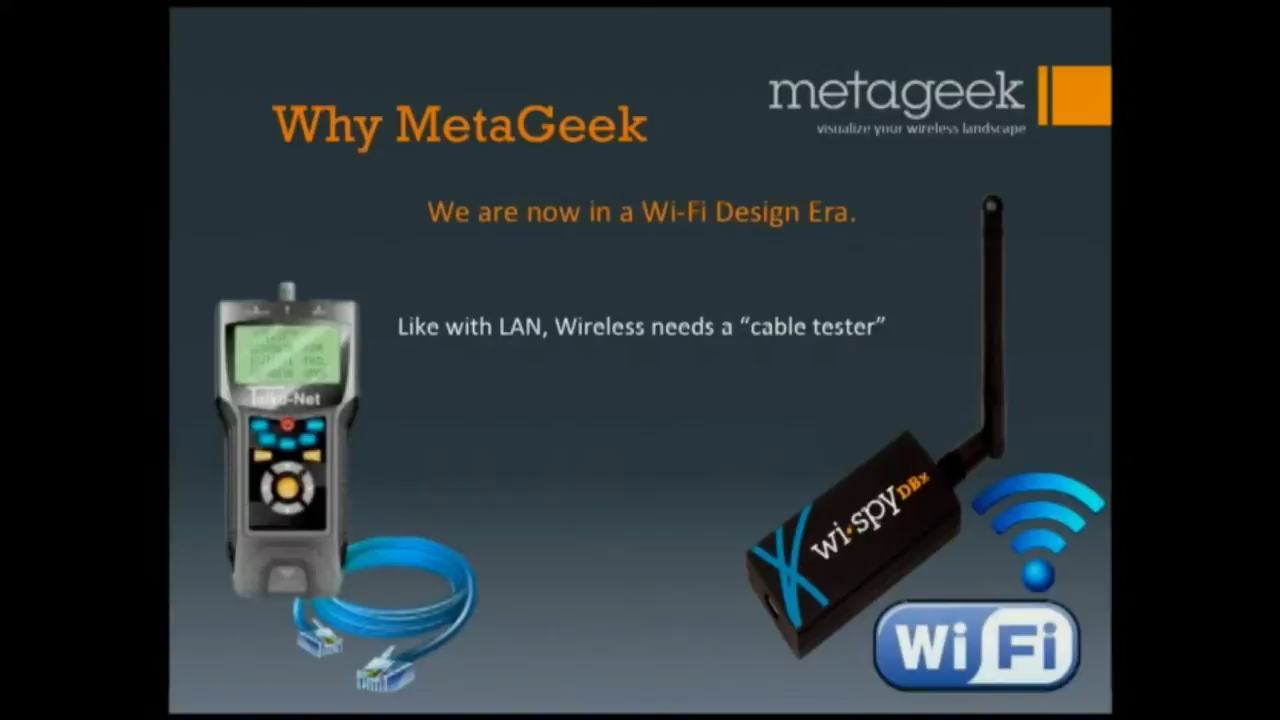 metageek
visualize your wireless landscape
Why MetaGeek
We are now in a Wi-Fi Design Era.
Like with LAN, Wireless needs a “cable tester”
wi·spy DBx
Wi Fi